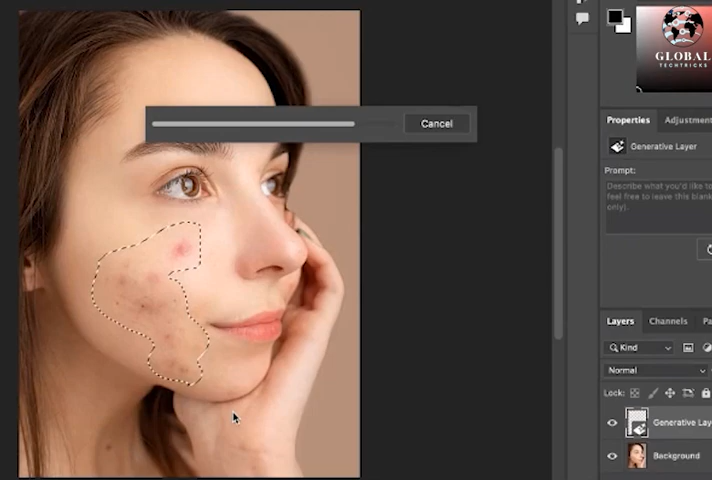 GLOBAL
TECHTRICKS
Cancel
Properties
Adjustment
Generative Layer
Prompt:
Describe what you'd like to
feel free to leave this blank
only).
Layers
Channels
Pa
Kind
Normal
Lock:
Generative Lay
Background